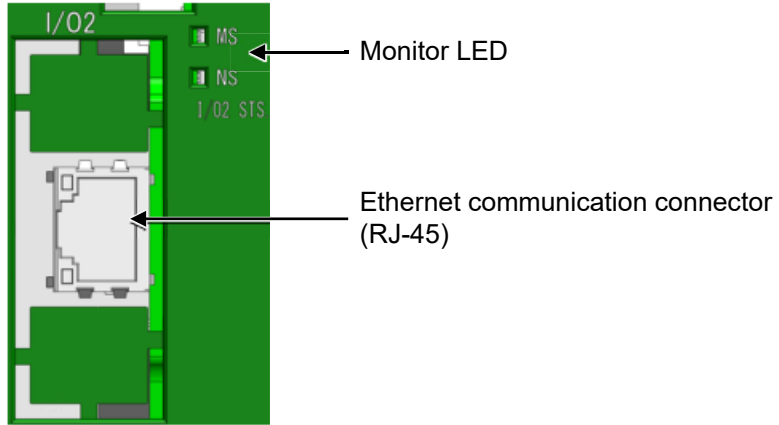 I/O2
MS
NS
I/O2 STS
Monitor LED
Ethernet communication connector
(RJ-45)